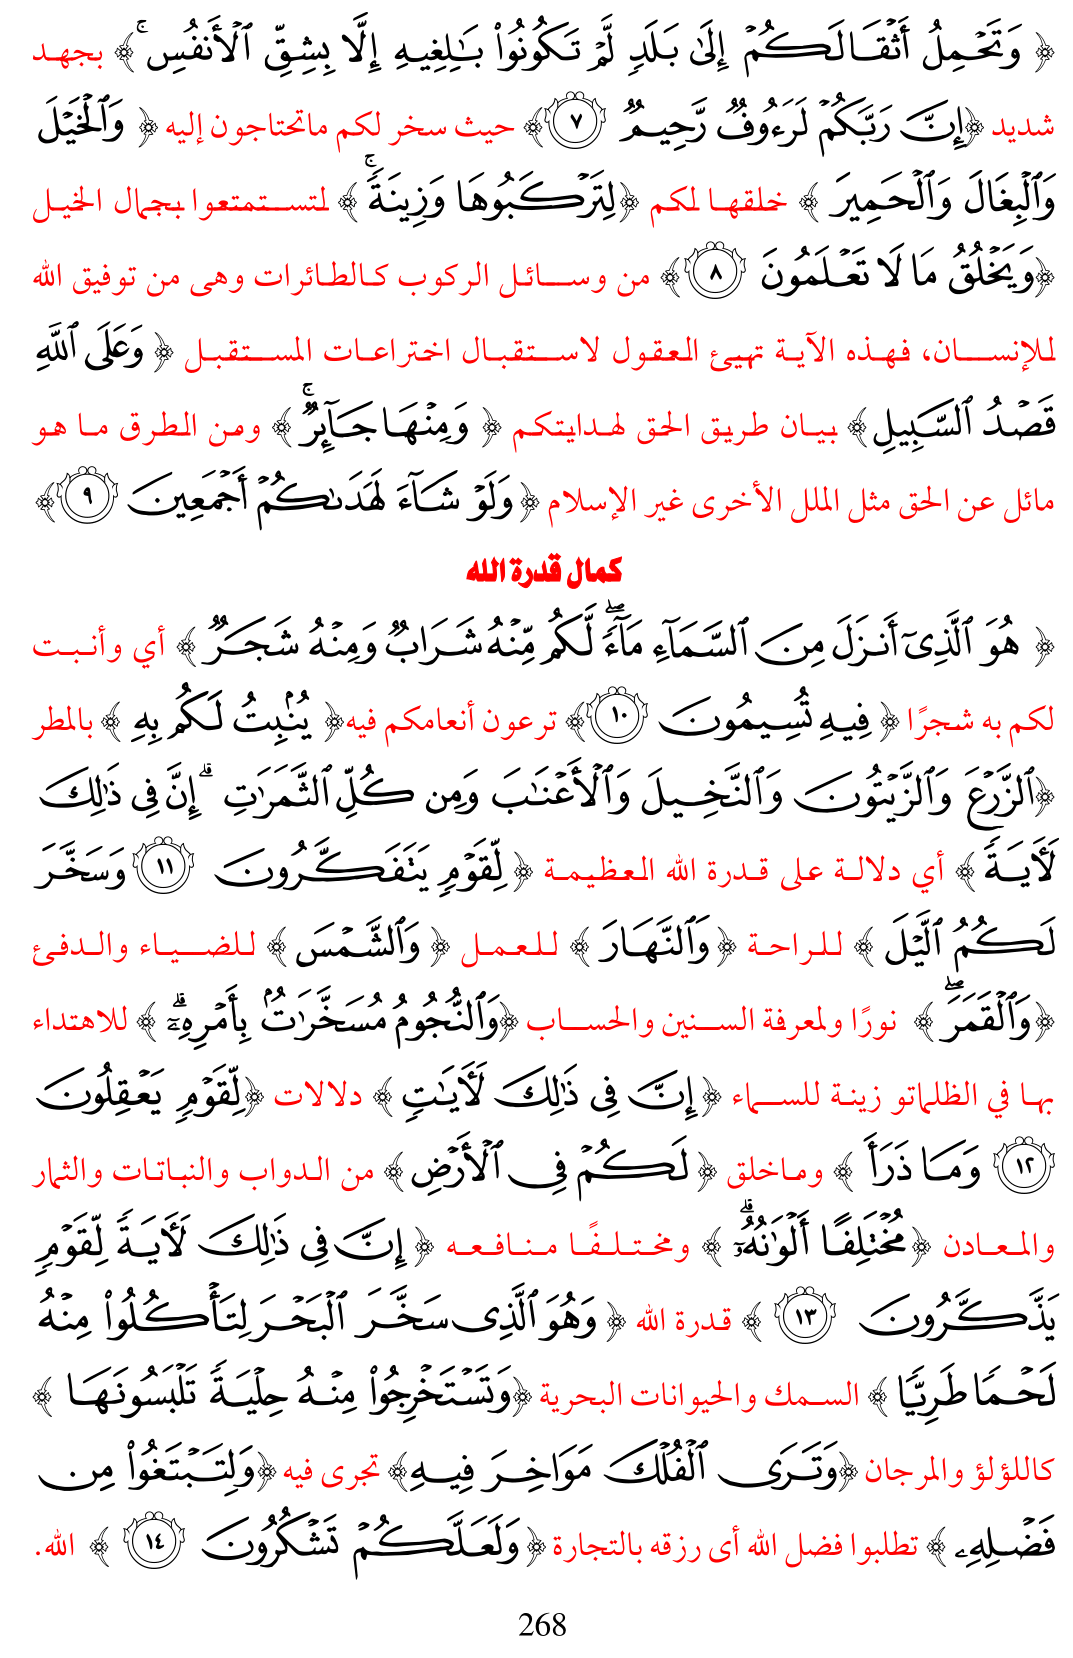 ﴿ وَتَحْمِلُ أَثْقَالَكُمْ إِلَىٰ بَلَدٍ لَّمْ تَكُونُوا۟ بَـٰلِغِيهِ إِلَّا بِشِقِّ ٱلْأَنفُسِ ۚ ﴾ بجهد
شديد ﴿إِنَّ رَبَّكُمْ لَرَءُوفٌ رَّحِيمٌ ٧﴾ حيث سخر لكم ماتحتاجون إليه ﴿ وَٱلْخَيْلَ
وَٱلْبِغَالَ وَٱلْحَمِيرَ ﴾ خلقها لكم ﴿لِتَرْكَبُوهَا وَزِينَةً ۚ﴾ لتستمتعوا بجمال الخيل
﴿وَيَخْلُقُ مَا لَا تَعْلَمُونَ ٨﴾ من وسائل الركوب كالطائرات وهى من توفيق الله
للإنسان، فهذه الآية تهيئ العقول لاستقبال اختراعات المستقبل ﴿ وَعَلَى ٱللَّهِ
قَصْدُ ٱلسَّبِيلِ﴾ بيان طريق الحق لهدايتكم ﴿ وَمِنْهَا جَآئِرٌ ۚ﴾ ومن الطرق ما هو
مائل عن الحق مثل الملل الأخرى غير الإسلام ﴿وَلَوْ شَآءَ لَهَدَىٰكُمْ أَجْمَعِينَ ٩﴾
كمال قدرة الله
﴿ هُوَ ٱلَّذِىٓ أَنزَلَ مِنَ ٱلسَّمَآءِ مَآءً ۖ لَّكُم مِّنْهُ شَرَابٌ وَمِنْهُ شَجَرٌ ﴾ أي وأنبت
لكم به شجرًا ﴿ فِيهِ تُسِيمُونَ ١٠﴾ ترعون أنعامكم فيه﴿ يُنۢبِتُ لَكُم بِهِ ﴾ بالمطر
﴿ٱلزَّرْعَ وَٱلزَّيْتُونَ وَٱلنَّخِيلَ وَٱلْأَعْنَـٰبَ وَمِن كُلِّ ٱلثَّمَرَٰتِ ۗ إِنَّ فِى ذَٰلِكَ
لَـَٔايَةً ﴾ أي دلالة على قدرة الله العظيمة ﴿ لِّقَوْمٍ يَتَفَكَّرُونَ ١١ وَسَخَّرَ
لَكُمُ ٱلَّيْلَ ﴾ للراحة ﴿ وَٱلنَّهَارَ ﴾ للعمل ﴿ وَٱلشَّمْسَ ﴾ للضياء والدفئ
﴿وَٱلْقَمَرَ ۖ ﴾ نورًا ولمعرفة السنين والحساب ﴿وَٱلنُّجُومُ مُسَخَّرَٰتٌۢ بِأَمْرِهِۦٓ ۗ ﴾ للاهتداء
بها في الظلماتو زينة للسماء ﴿ إِنَّ فِى ذَٰلِكَ لَـَٔايَـٰتٍ ﴾ دلالات ﴿لِّقَوْمٍ يَعْقِلُونَ
١٢ وَمَا ذَرَأَ ﴾ وماخلق ﴿ لَكُمْ فِى ٱلْأَرْضِ ﴾ من الدواب والنباتات والثمار
والمعادن ﴿ مُخْتَلِفًا أَلْوَٰنُهُۥٓ ۗ ﴾ ومختلفًا منافعه ﴿ إِنَّ فِى ذَٰلِكَ لَـَٔايَةً لِّقَوْمٍ
يَذَّكَّرُونَ ١٣ ﴾ قدرة الله ﴿ وَهُوَ ٱلَّذِى سَخَّرَ ٱلْبَحْرَ لِتَأْكُلُوا۟ مِنْهُ
لَحْمًا طَرِيًّا ﴾ السمك والحيوانات البحرية ﴿وَتَسْتَخْرِجُوا۟ مِنْهُ حِلْيَةً تَلْبَسُونَهَا ﴾
كاللؤلؤ والمرجان ﴿وَتَرَى ٱلْفُلْكَ مَوَاخِرَ فِيهِ﴾ تجرى فيه ﴿وَلِتَبْتَغُوا۟ مِن
فَضْلِهِۦ ﴾ تطلبوا فضل الله أى رزقه بالتجارة ﴿ وَلَعَلَّكُمْ تَشْكُرُونَ ١٤ ﴾ الله.
268